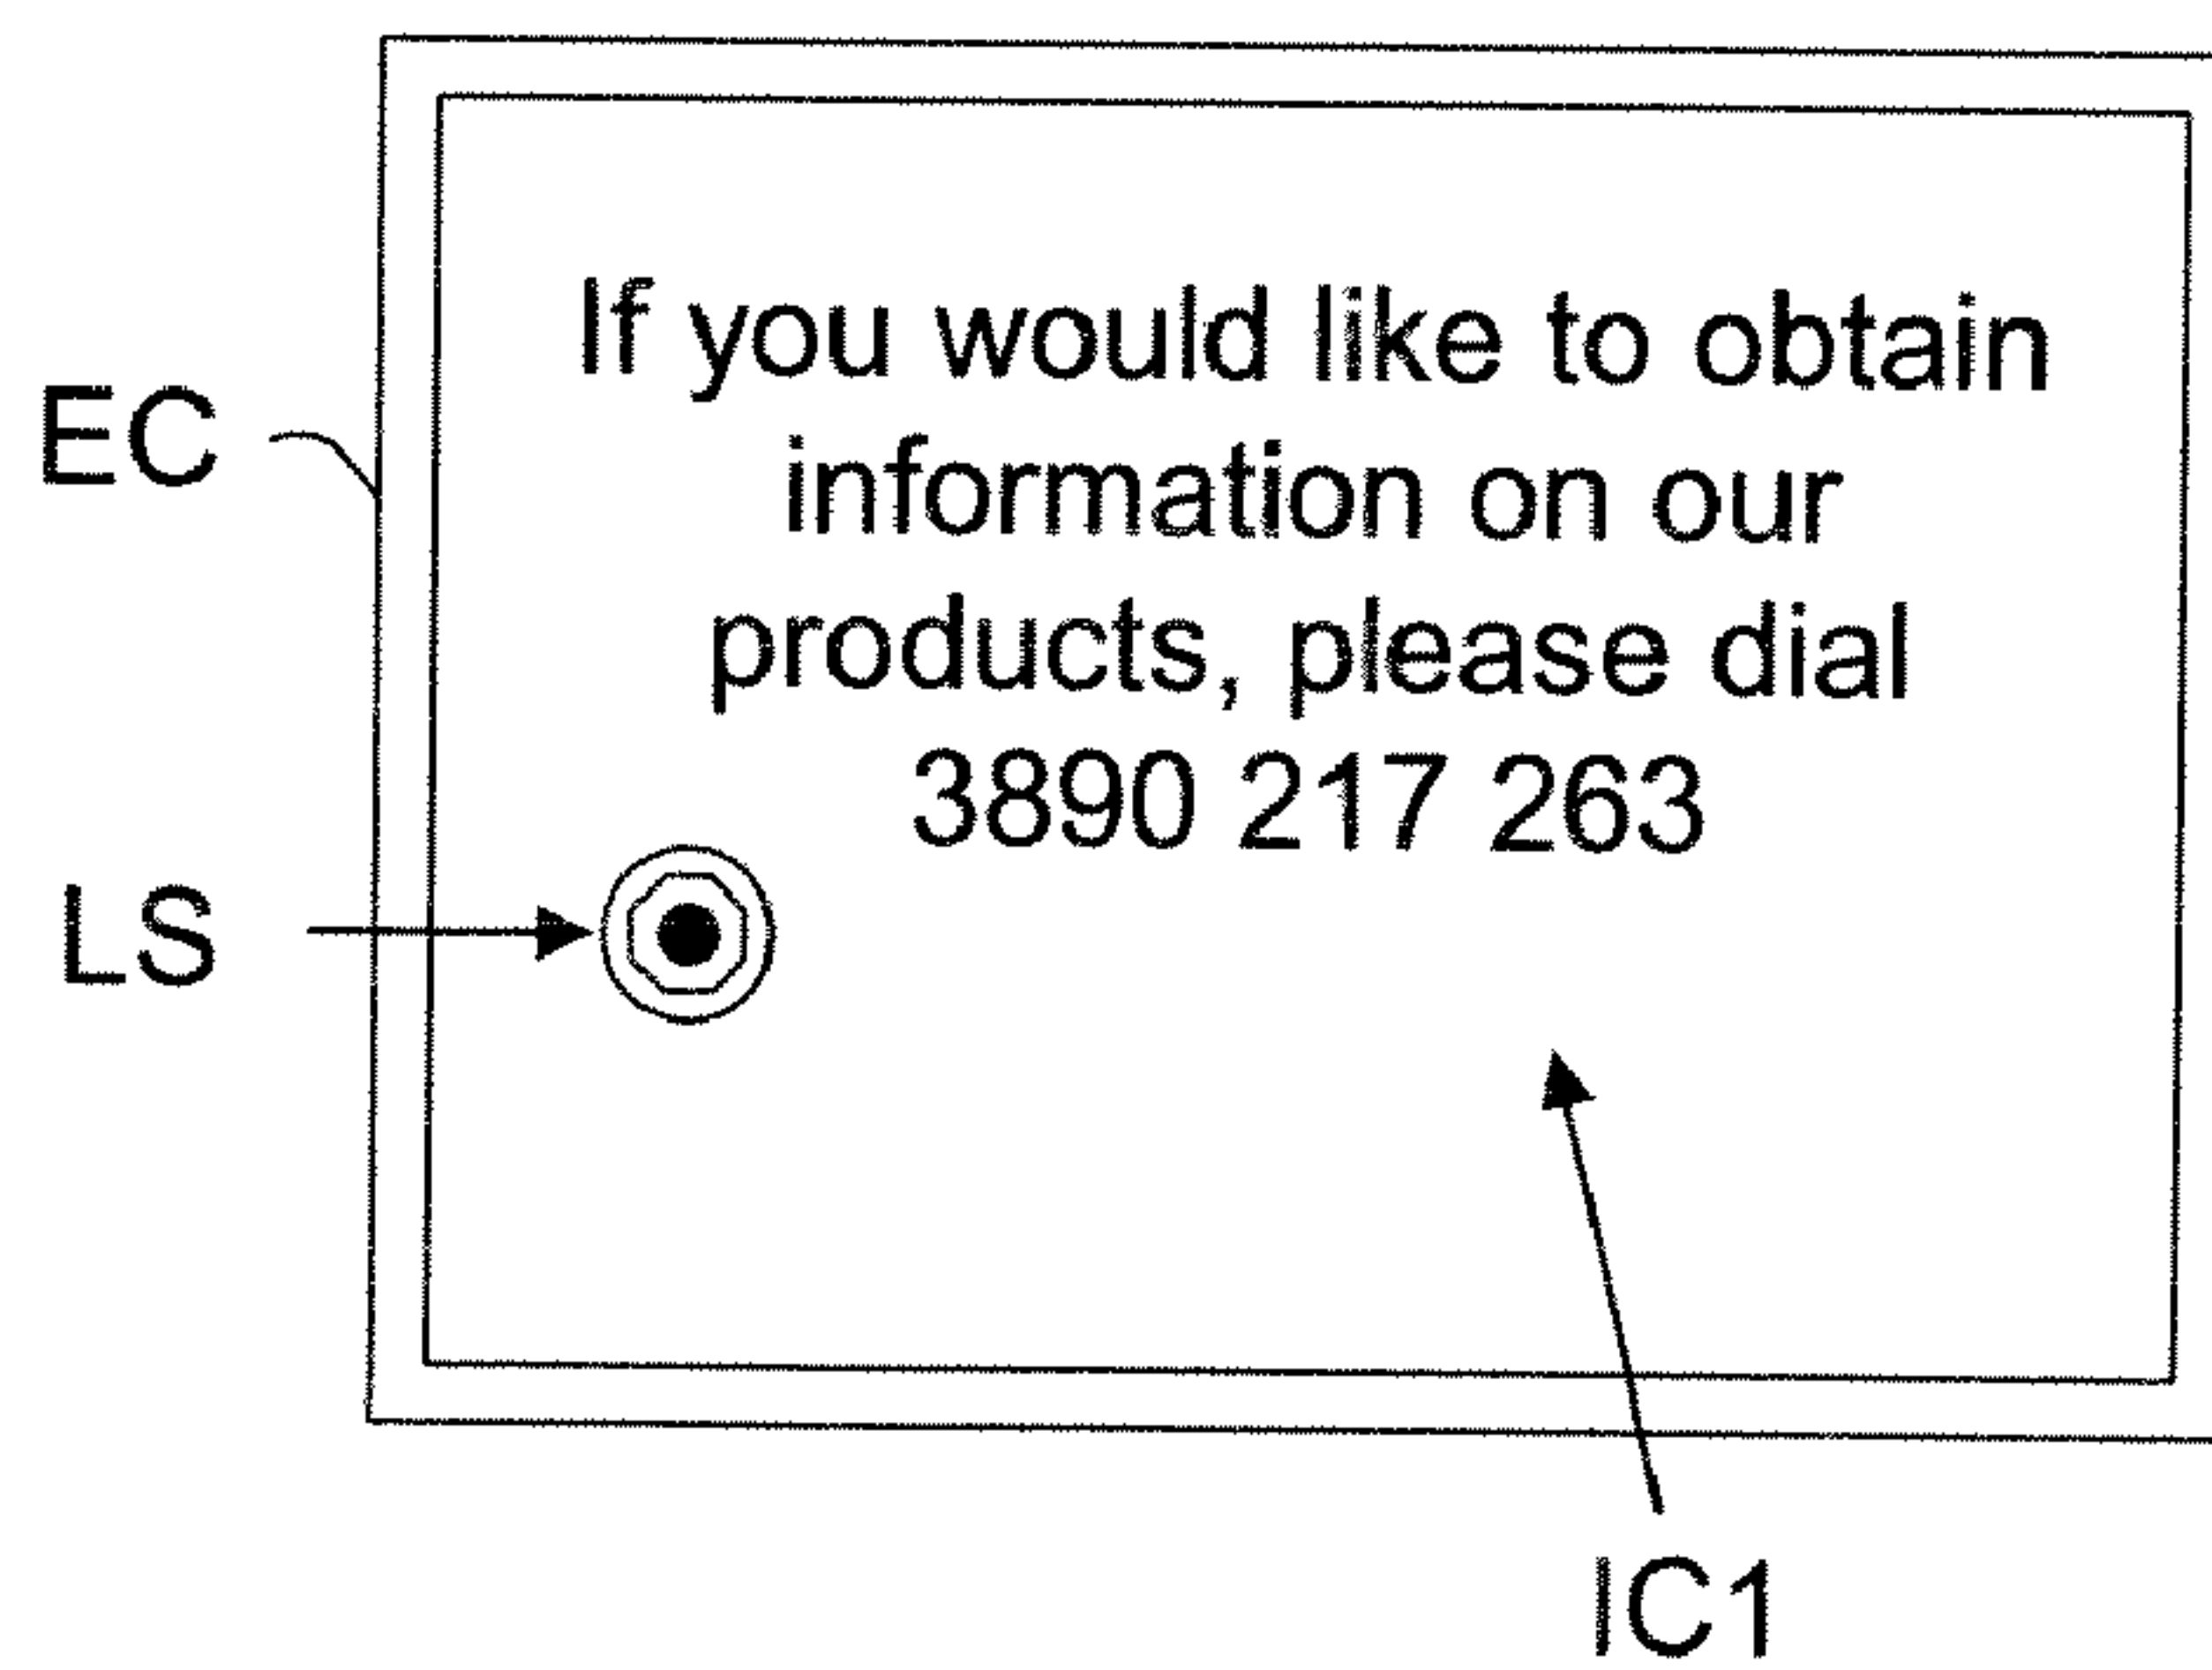 If you would like to obtain
information on our
products, please dial
3890 217 263
EC
LS
IC1